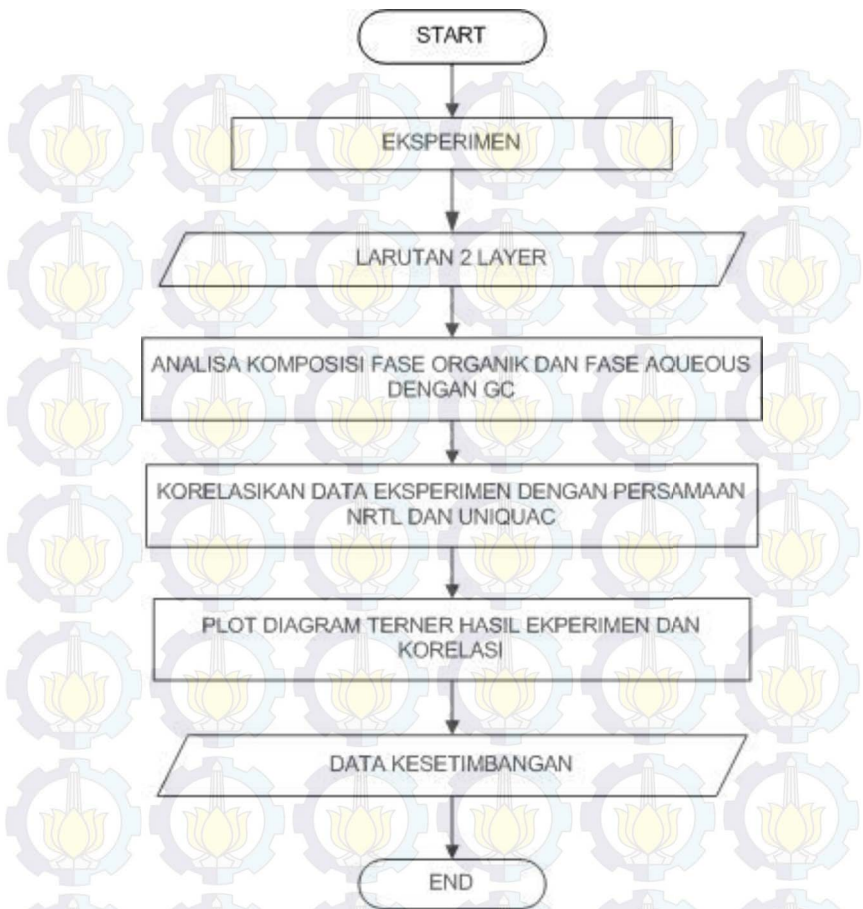 START
EKSPERIMEN
LARUTAN 2 LAYER
ANALISA KOMPOSISI FASE ORGANIK DAN FASE AQUEOUS
DENGAN GC
KORELASIKAN DATA EKSPERIMEN DENGAN PERSAMAAN
NRTL DAN UNIQUAC
PLOT DIAGRAM TERNER HASIL EKPERIMEN DAN
KORELASI
DATA KESETIMBANGAN
END